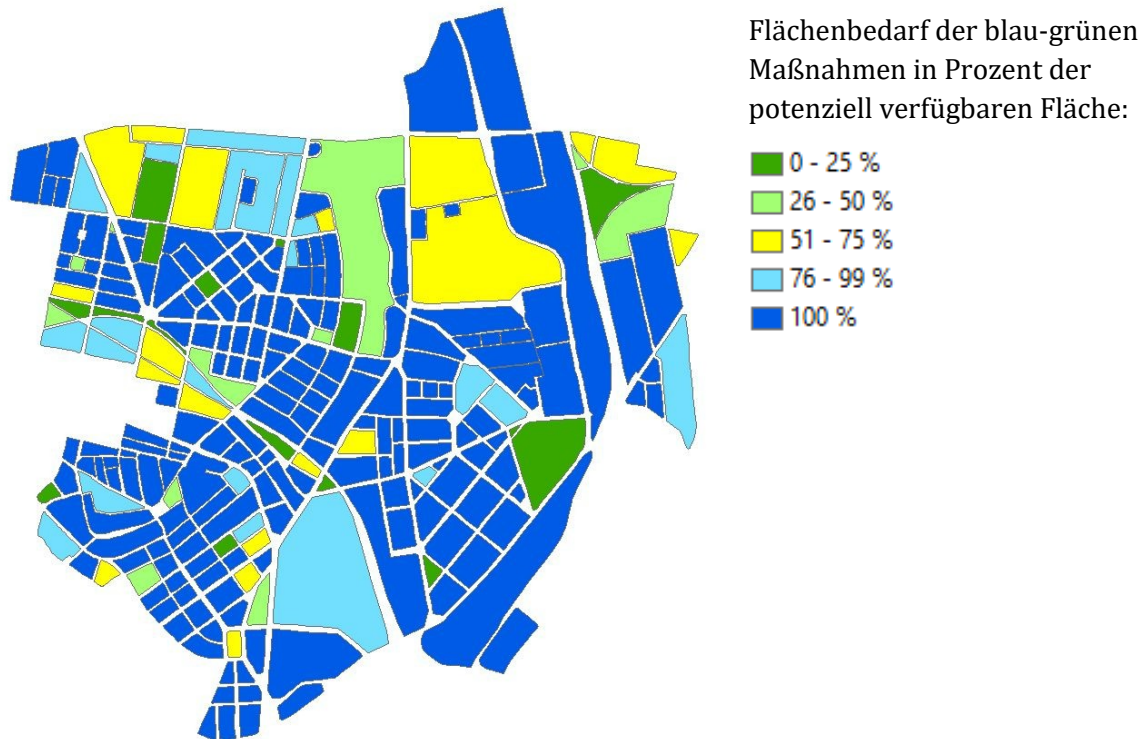 Flächenbedarf der blau-grünen
Maßnahmen in Prozent der
potenziell verfügbaren Fläche:
0 - 25 %
26 - 50 %
51 - 75 %
76 - 99 %
100 %